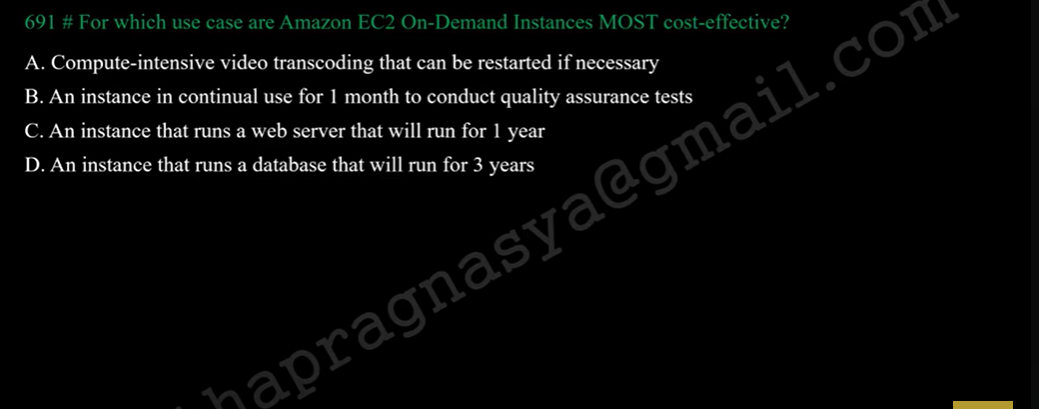 691 # For which use case are Amazon EC2 On-Demand Instances MOST cost-effective?
A. Compute-intensive video transcoding that can be restarted if necessary
B. An instance in continual use for 1 month to conduct quality assurance tests
C. An instance that runs a web server that will run for 1 year
D. An instance that runs a database that will run for 3 years
hapragnasya@gmail.com